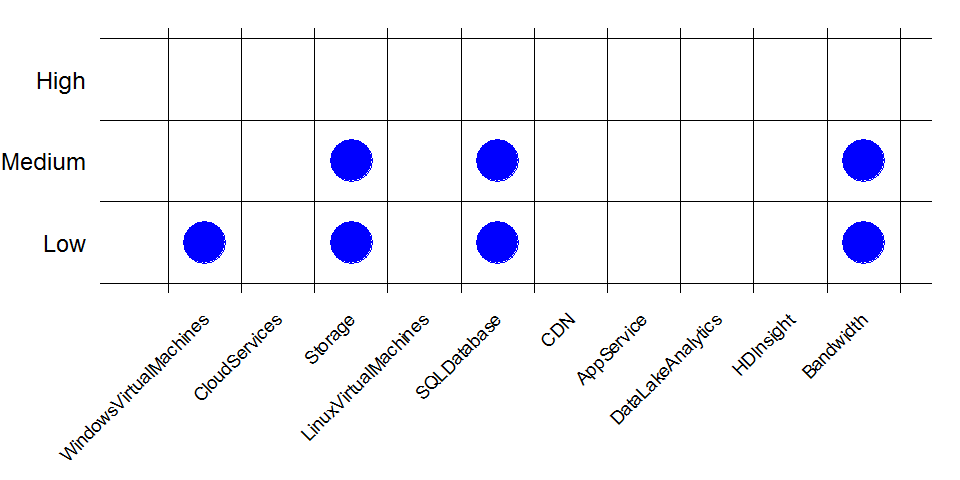 High
Medium
Low
WindowsVirtualMachines
CloudServices
Storage
LinuxVirtualMachines
SQLDatabase
CDN
AppService
DataLakeAnalytics
HDInsight
Bandwidth